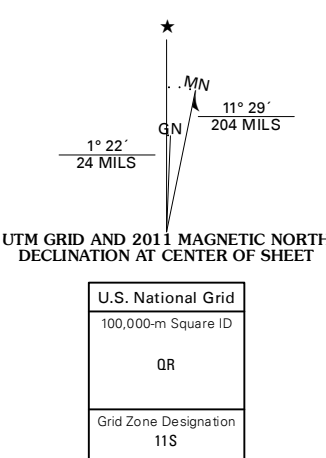 ★
MN
11° 29´
204 MILS
GN
1° 22´
24 MILS
UTM GRID AND 2011 MAGNETIC NORTH
DECLINATION AT CENTER OF SHEET
U.S. National Grid
100,000-m Square ID
QR
Grid Zone Designation
11S